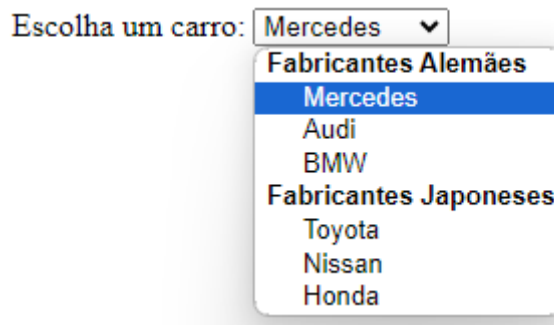 Escolha um carro: Mercedes
Fabricantes Alemães
Mercedes
Audi
BMW
Fabricantes Japoneses
Toyota
Nissan
Honda